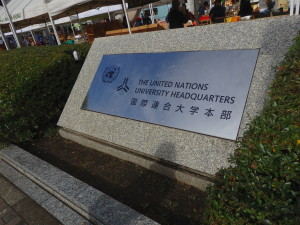 THE UNITED NATIONS
UNIVERSITY HEADQUARTERS
国際連合大学本部